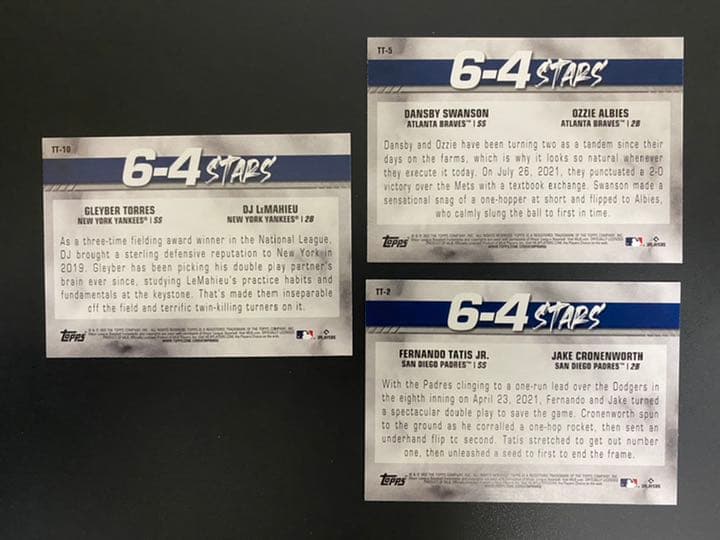 TT-10
6-4 STARS
GLEYBER TORRES
NEW YORK YANKEES® | SS
DJ LeMAHIEU
NEW YORK YANKEES® | 2B
As a three-time fielding award winner in the National League,
DJ brought a sterling defensive reputation to New York in
2019. Gleyber has been picking his double play partner's
brain ever since, studying LeMahieu's practice habits and
fundamentals at the keystone. That's made them inseparable
off the field and terrific twin-killing turners on it.
Topps
TT-5
6-4 STARS
DANSBY SWANSON
ATLANTA BRAVES™ | SS
OZZIE ALBIES
ATLANTA BRAVES™ | 2B
Dansby and Ozzie have been turning two as a tandem since their
days on the farms, which is why it looks so natural whenever
they execute it today. On July 26, 2021, they punctuated a 2-0
victory over the Mets with a textbook exchange. Swanson made a
sensational snag of a one-hopper at short and flipped to Albies,
who calmly slung the ball to first in time.
Topps
TT-2
6-4 STARS
FERNANDO TATIS JR.
SAN DIEGO PADRES™ | SS
JAKE CRONENWORTH
SAN DIEGO PADRES™ | 2B
With the Padres clinging to a one-run lead over the Dodgers in
the eighth inning on April 23, 2021, Fernando and Jake turned
a spectacular double play to save the game. Cronenworth spun
to the ground as he corralled a one-hop rocket, then sent an
underhand flip to second. Tatis stretched to get out number
one, then unleashed a seed to first to end the frame.
Topps